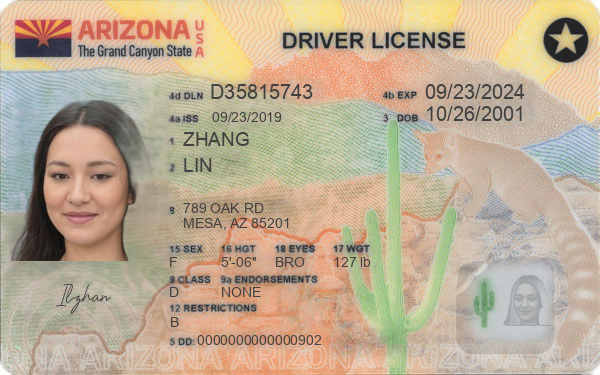 ARIZONA USA
The Grand Canyon State
DRIVER LICENSE
4d DLN D35815743
4b EXP 09/23/2024
4a ISS 09/23/2019
3 DOB 10/26/2001
1 ZHANG
2 LIN
8 789 OAK RD
MESA, AZ 85201
15 SEX 16 HGT 18 EYES 17 WGT
F 5'-06" BRO 127 lb
9 CLASS 9a ENDORSEMENTS
D NONE
12 RESTRICTIONS
B
5 DD: 0000000000000902
ARIZONA ARIZONA ARIZONA ARIZONA